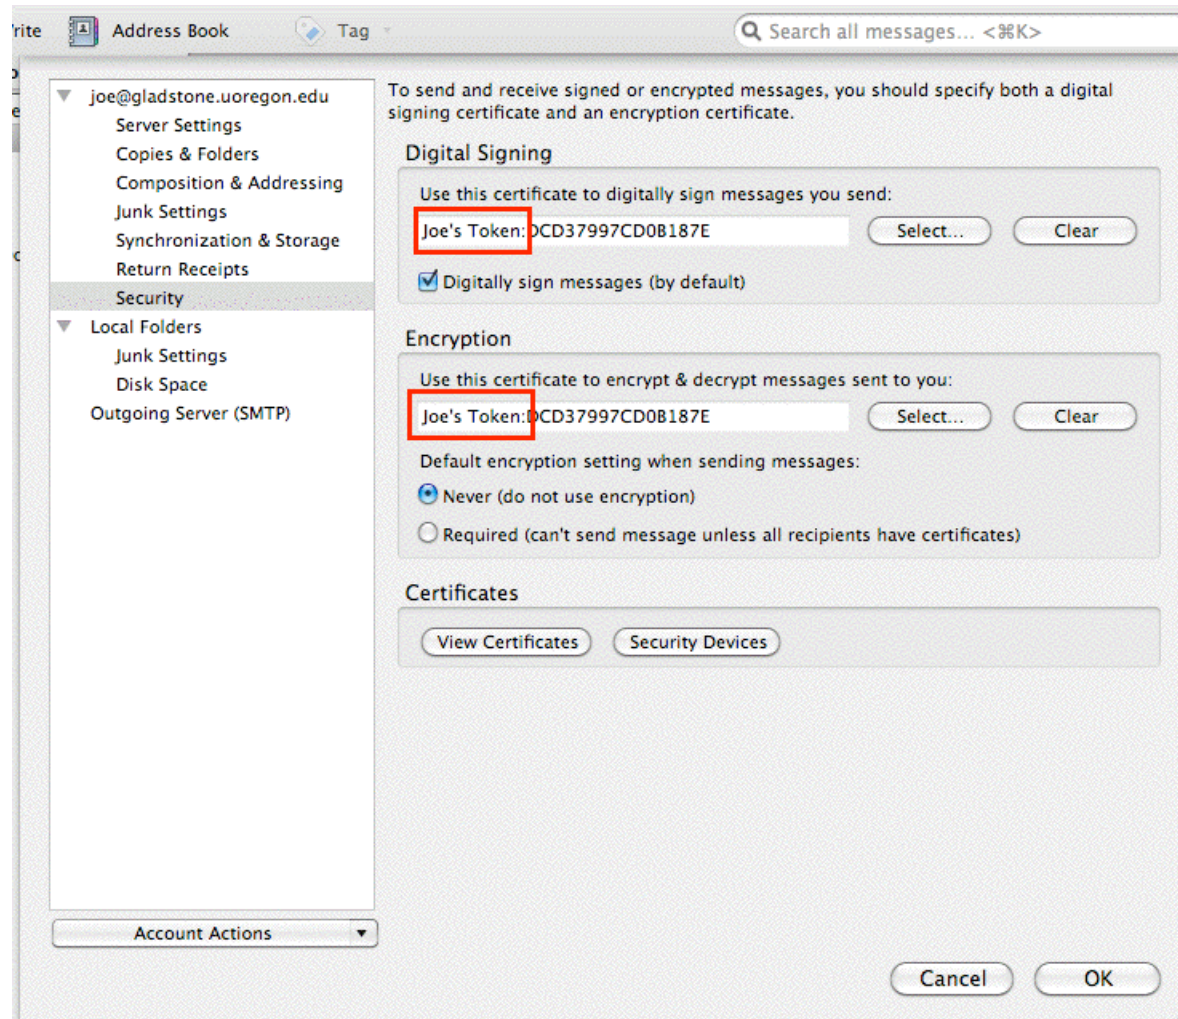 rite Address Book Tag Search all messages... <⌘K>
joe@gladstone.uoregon.edu
Server Settings
Copies & Folders
Composition & Addressing
Junk Settings
Synchronization & Storage
Return Receipts
Security
Local Folders
Junk Settings
Disk Space
Outgoing Server (SMTP)
Account Actions
To send and receive signed or encrypted messages, you should specify both a digital
signing certificate and an encryption certificate.
Digital Signing
Use this certificate to digitally sign messages you send:
Joe's Token:DCD37997CD0B187E Select... Clear
Digitally sign messages (by default)
Encryption
Use this certificate to encrypt & decrypt messages sent to you:
Joe's Token:DCD37997CD0B187E Select... Clear
Default encryption setting when sending messages:
Never (do not use encryption)
Required (can't send message unless all recipients have certificates)
Certificates
View Certificates Security Devices
Cancel OK